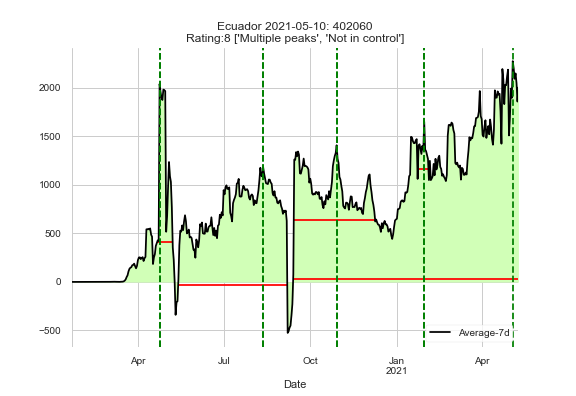 Ecuador 2021-05-10: 402060
Rating:8 ['Multiple peaks', 'Not in control']
2000
1500
1000
500
0
−500
Apr
Jul
Oct
Jan
2021
Apr
Average-7d
Date